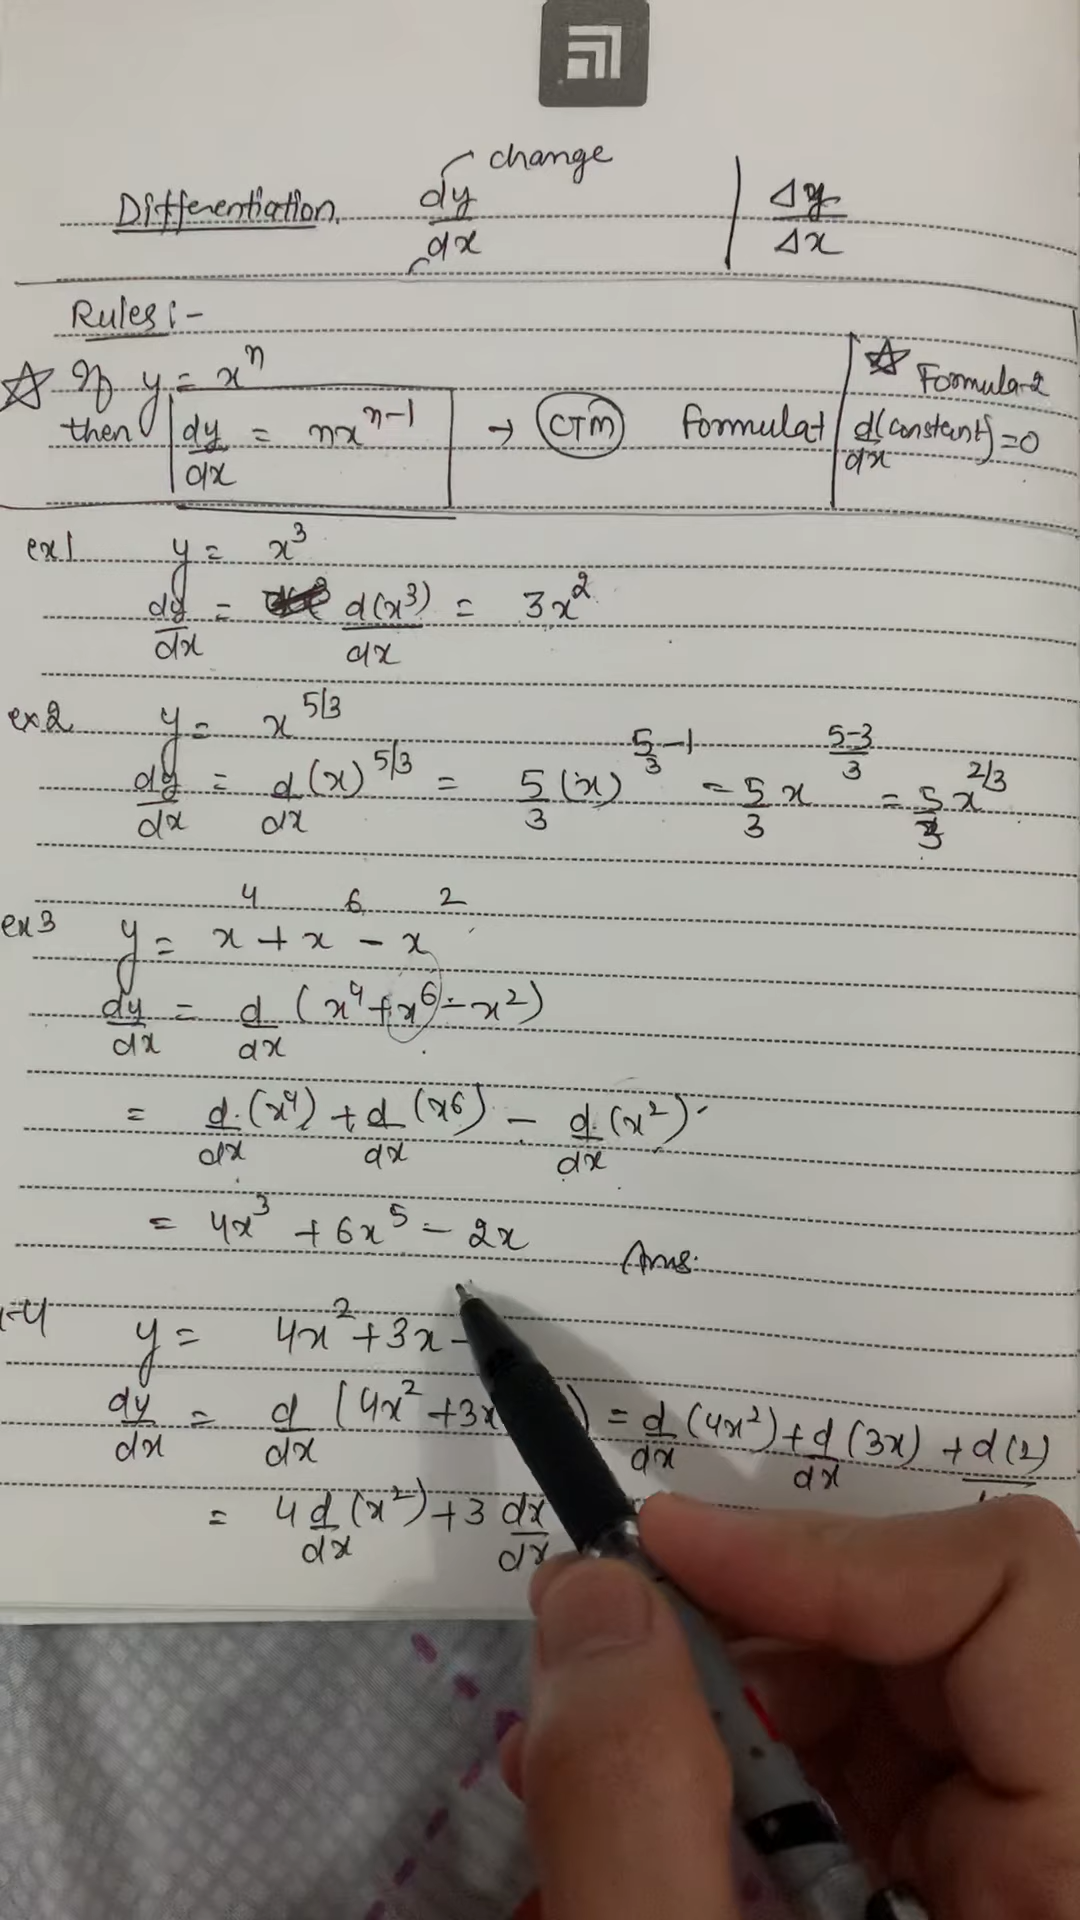 change
Differentiation. dy/dx | Δy/Δx
Rules :-
☆ If y = x^n
then dy/dx = nx^(n-1) → CTM Formula1
☆ Formula-2
d/dx (constant) = 0
ex1 y = x^3
dy/dx = d(x^3)/dx = 3x^2
ex2 y = x^5/3
dy/dx = d/dx (x)^5/3 = 5/3 (x)^(5/3 - 1) = 5/3 x^((5-3)/3) = 5/3 x^2/3
ex3 y = x^4 + x^6 - x^2
dy/dx = d/dx (x^4 + x^6 - x^2)
= d/dx (x^4) + d/dx (x^6) - d/dx (x^2)
= 4x^3 + 6x^5 - 2x Ans.
-4 y = 4x^2 + 3x -
dy/dx = d/dx (4x^2 + 3x ) = d/dx (4x^2) + d/dx (3x) + d(2)
= 4 d/dx (x^2) + 3 dx/dx